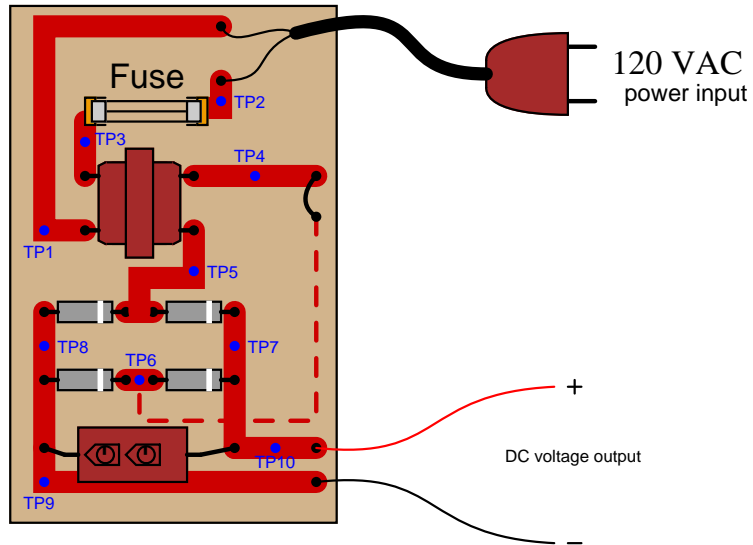 Fuse
120 VAC
power input
TP2
TP3
TP4
TP1
TP5
TP8
TP7
TP6
+
TP10
DC voltage output
TP9
−